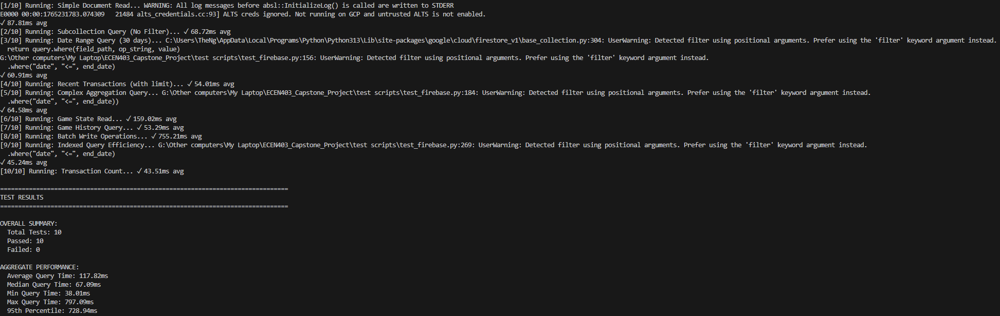 [1/10] Running: Simple Document Read... WARNING: All log messages before absl::InitializeLog() is called are written to STDERR
E0000 00:00:1765231783.074309   21484 alts_credentials.cc:93] ALTS creds ignored. Not running on GCP and untrusted ALTS is not enabled.
✓ 87.81ms avg
[2/10] Running: Subcollection Query (No Filter)... ✓ 68.72ms avg
[3/10] Running: Date Range Query (30 days)... C:\Users\TheNg\AppData\Local\Programs\Python\Python313\Lib\site-packages\google\cloud\firestore_v1\base_collection.py:304: UserWarning: Detected filter using positional arguments. Prefer using the 'filter' keyword argument instead.
  return query.where(field_path, op_string, value)
G:\Other computers\My Laptop\ECEN403_Capstone_Project\test scripts\test_firebase.py:156: UserWarning: Detected filter using positional arguments. Prefer using the 'filter' keyword argument instead.
  .where("date", "<=", end_date)
✓ 60.91ms avg
[4/10] Running: Recent Transactions (with limit)... ✓ 54.01ms avg
[5/10] Running: Complex Aggregation Query... G:\Other computers\My Laptop\ECEN403_Capstone_Project\test scripts\test_firebase.py:184: UserWarning: Detected filter using positional arguments. Prefer using the 'filter' keyword argument instead.
  .where("date", "<=", end_date))
✓ 64.58ms avg
[6/10] Running: Game State Read... ✓ 159.02ms avg
[7/10] Running: Game History Query... ✓ 53.29ms avg
[8/10] Running: Batch Write Operations... ✓ 755.21ms avg
[9/10] Running: Indexed Query Efficiency... G:\Other computers\My Laptop\ECEN403_Capstone_Project\test scripts\test_firebase.py:269: UserWarning: Detected filter using positional arguments. Prefer using the 'filter' keyword argument instead.
  .where("date", "<=", end_date)
✓ 45.24ms avg
[10/10] Running: Transaction Count... ✓ 43.51ms avg

================================================================================
TEST RESULTS
================================================================================

OVERALL SUMMARY:
  Total Tests: 10
  Passed: 10
  Failed: 0

AGGREGATE PERFORMANCE:
  Average Query Time: 117.82ms
  Median Query Time: 67.09ms
  Min Query Time: 38.01ms
  Max Query Time: 797.09ms
  95th Percentile: 728.94ms